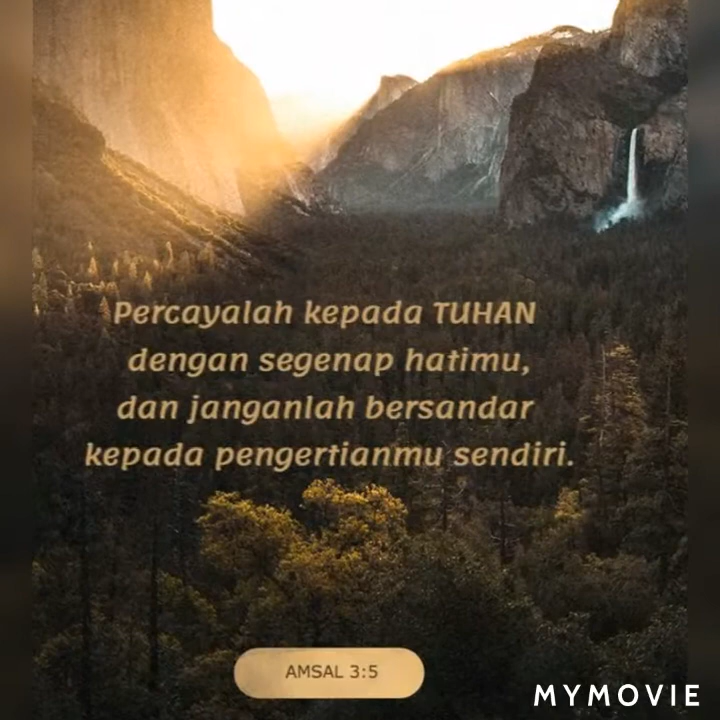 Percayalah kepada TUHAN
dengan segenap hatimu,
dan janganlah bersandar
kepada pengertianmu sendiri.
AMSAL 3:5
MYMOVIE